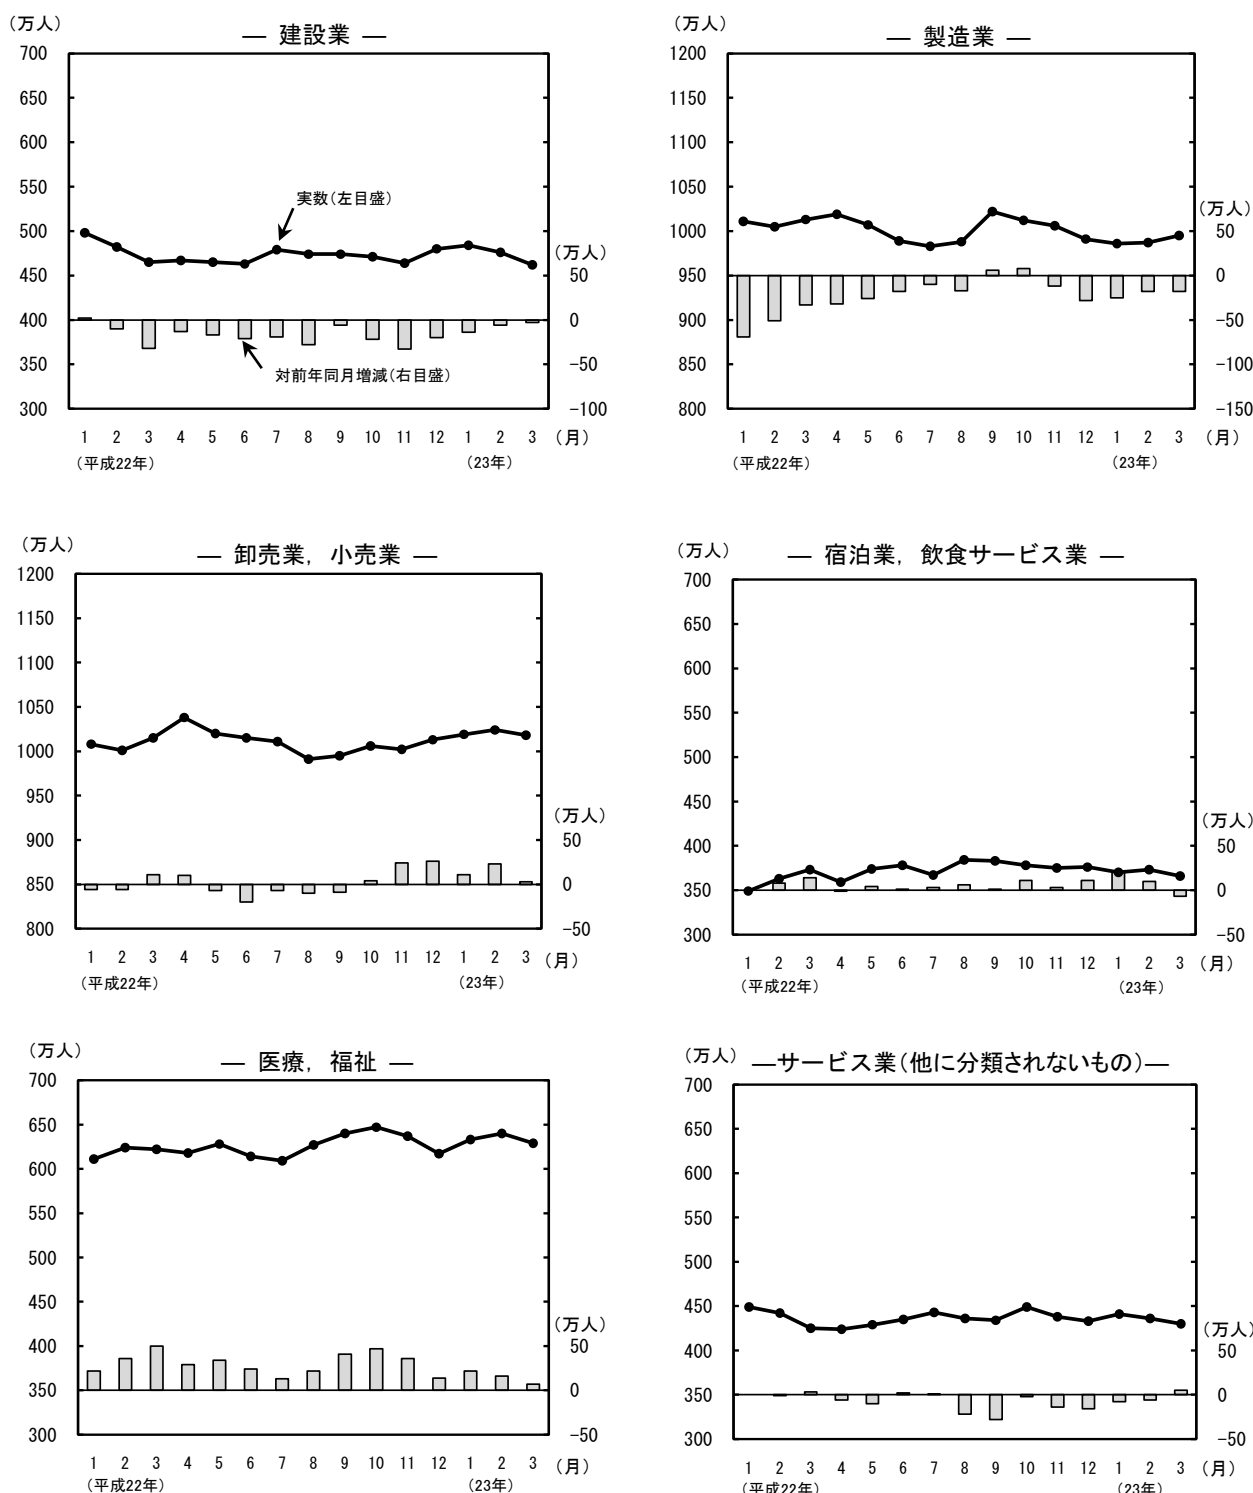 （万人）
― 建設業 ―
700
650
600
550
500
450
400
350
300
実数（左目盛）
対前年同月増減（右目盛）
（万人）
50
0
-50
-100
1 2 3 4 5 6 7 8 9 10 11 12 1 2 3 （月）
（平成22年） （23年）
（万人）
― 製造業 ―
1200
1150
1100
1050
1000
950
900
850
800
（万人）
50
0
-50
-100
-150
1 2 3 4 5 6 7 8 9 10 11 12 1 2 3 （月）
（平成22年） （23年）
（万人）
― 卸売業，小売業 ―
1200
1150
1100
1050
1000
950
900
850
800
（万人）
50
0
-50
1 2 3 4 5 6 7 8 9 10 11 12 1 2 3 （月）
（平成22年） （23年）
（万人）
― 宿泊業，飲食サービス業 ―
700
650
600
550
500
450
400
350
300
（万人）
50
0
-50
1 2 3 4 5 6 7 8 9 10 11 12 1 2 3 （月）
（平成22年） （23年）
（万人）
― 医療，福祉 ―
700
650
600
550
500
450
400
350
300
（万人）
50
0
-50
1 2 3 4 5 6 7 8 9 10 11 12 1 2 3 （月）
（平成22年） （23年）
（万人）
―サービス業（他に分類されないもの）―
700
650
600
550
500
450
400
350
300
（万人）
50
0
-50
1 2 3 4 5 6 7 8 9 10 11 12 1 2 3 （月）
（平成22年） （23年）